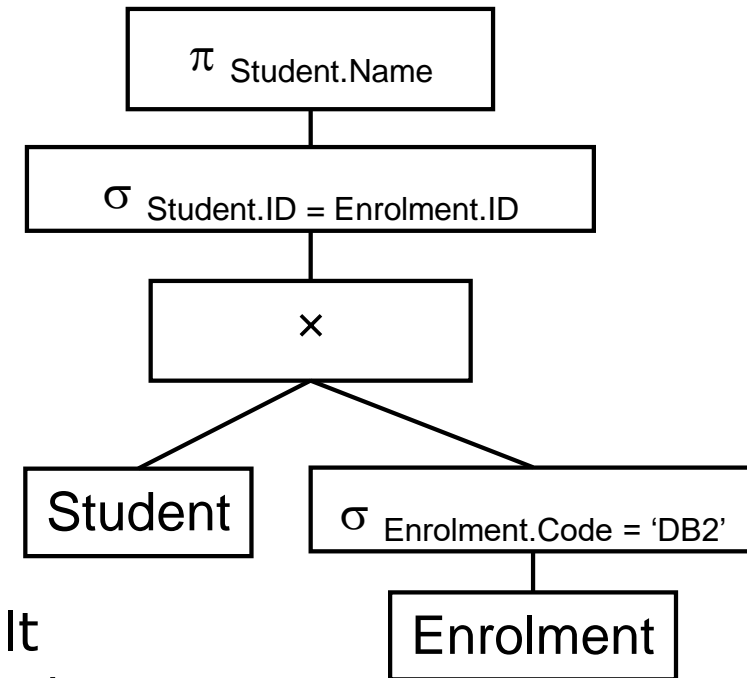 π Student.Name
σ Student.ID = Enrolment.ID
×
Student
σ Enrolment.Code = ‘DB2’
Enrolment
lt